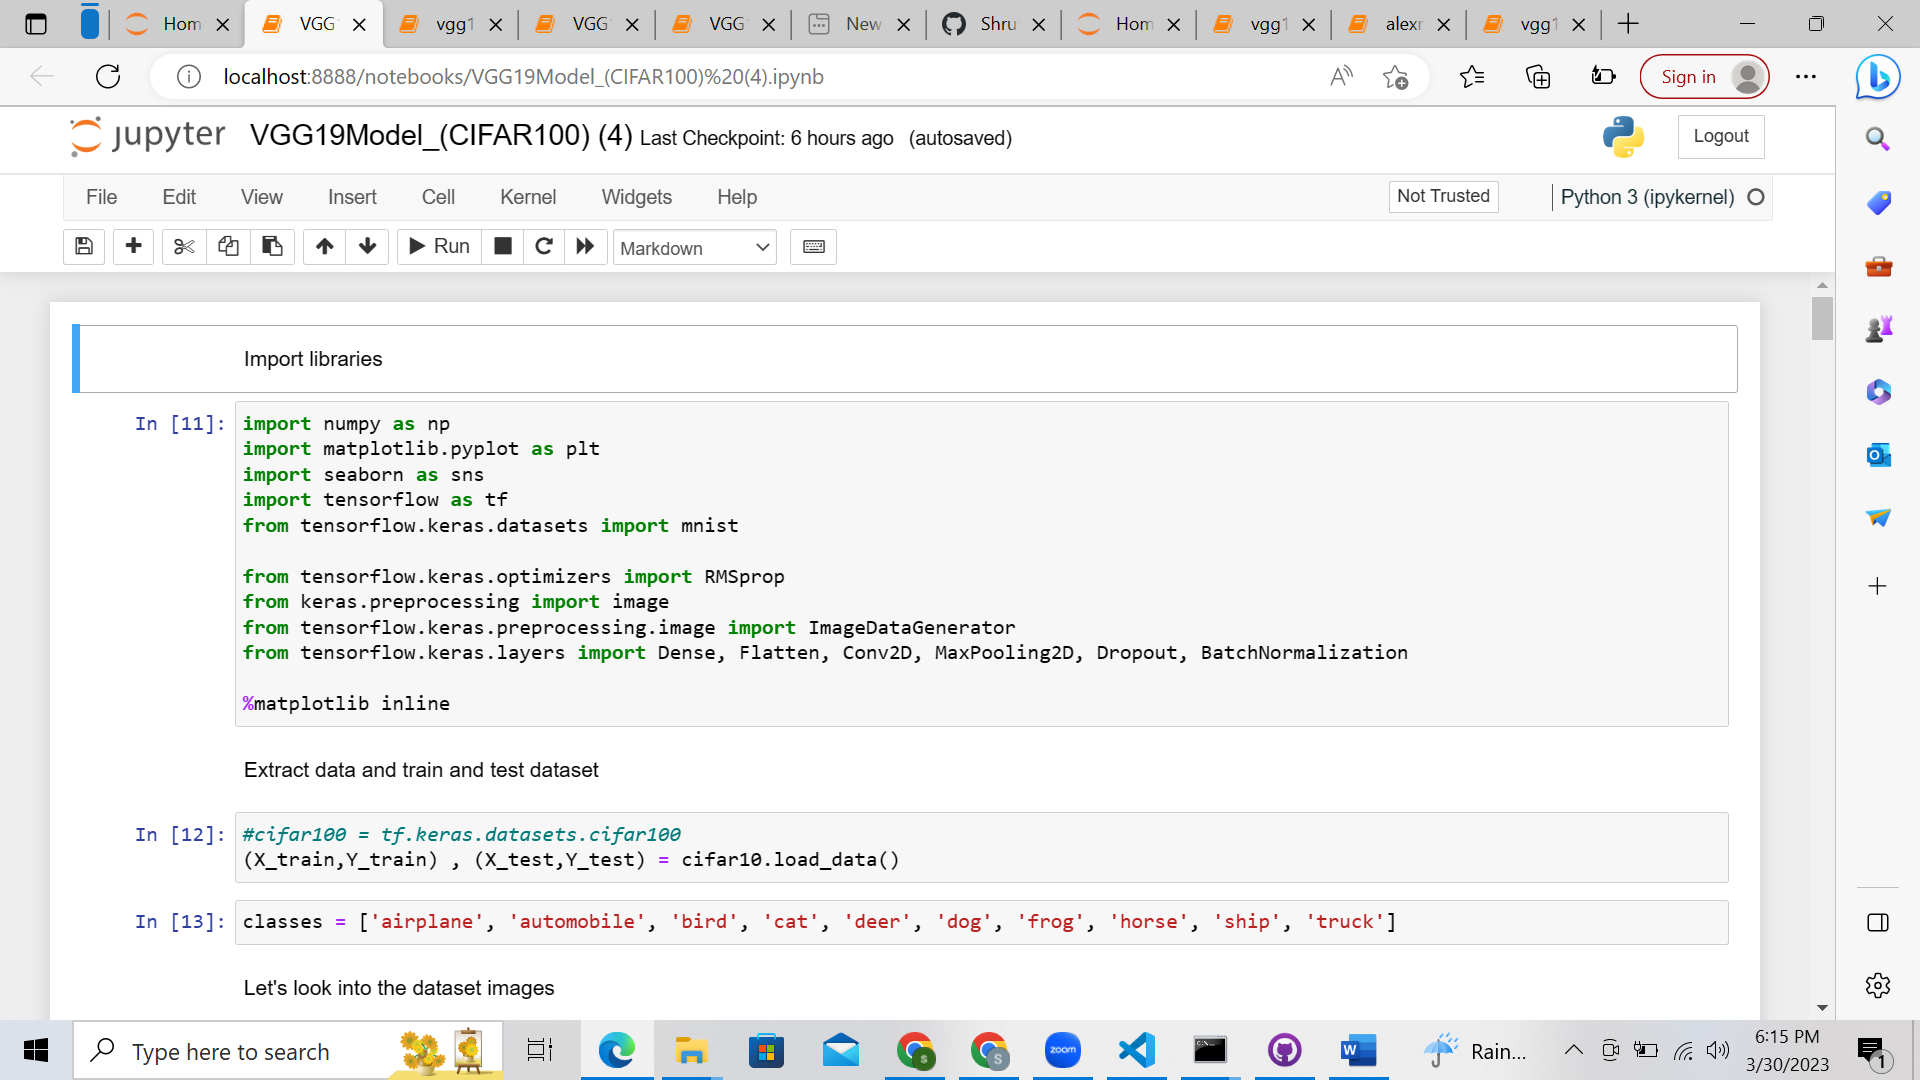 Hom
VGG
vgg1
VGG
VGG
New
Shru
Hom
vgg1
alex
vgg1
localhost:8888/notebooks/VGG19Model_(CIFAR100)%20(4).ipynb
Sign in
jupyter VGG19Model_(CIFAR100) (4) Last Checkpoint: 6 hours ago (autosaved)
Logout
File Edit View Insert Cell Kernel Widgets Help
Not Trusted
Python 3 (ipykernel)
Run
Markdown
Import libraries
In [11]:
import numpy as np
import matplotlib.pyplot as plt
import seaborn as sns
import tensorflow as tf
from tensorflow.keras.datasets import mnist
from tensorflow.keras.optimizers import RMSprop
from keras.preprocessing import image
from tensorflow.keras.preprocessing.image import ImageDataGenerator
from tensorflow.keras.layers import Dense, Flatten, Conv2D, MaxPooling2D, Dropout, BatchNormalization
%matplotlib inline
Extract data and train and test dataset
In [12]:
#cifar100 = tf.keras.datasets.cifar100
(X_train,Y_train) , (X_test,Y_test) = cifar10.load_data()
In [13]:
classes = ['airplane', 'automobile', 'bird', 'cat', 'deer', 'dog', 'frog', 'horse', 'ship', 'truck']
Let's look into the dataset images
Type here to search
zoom
Rain...
6:15 PM
3/30/2023
1